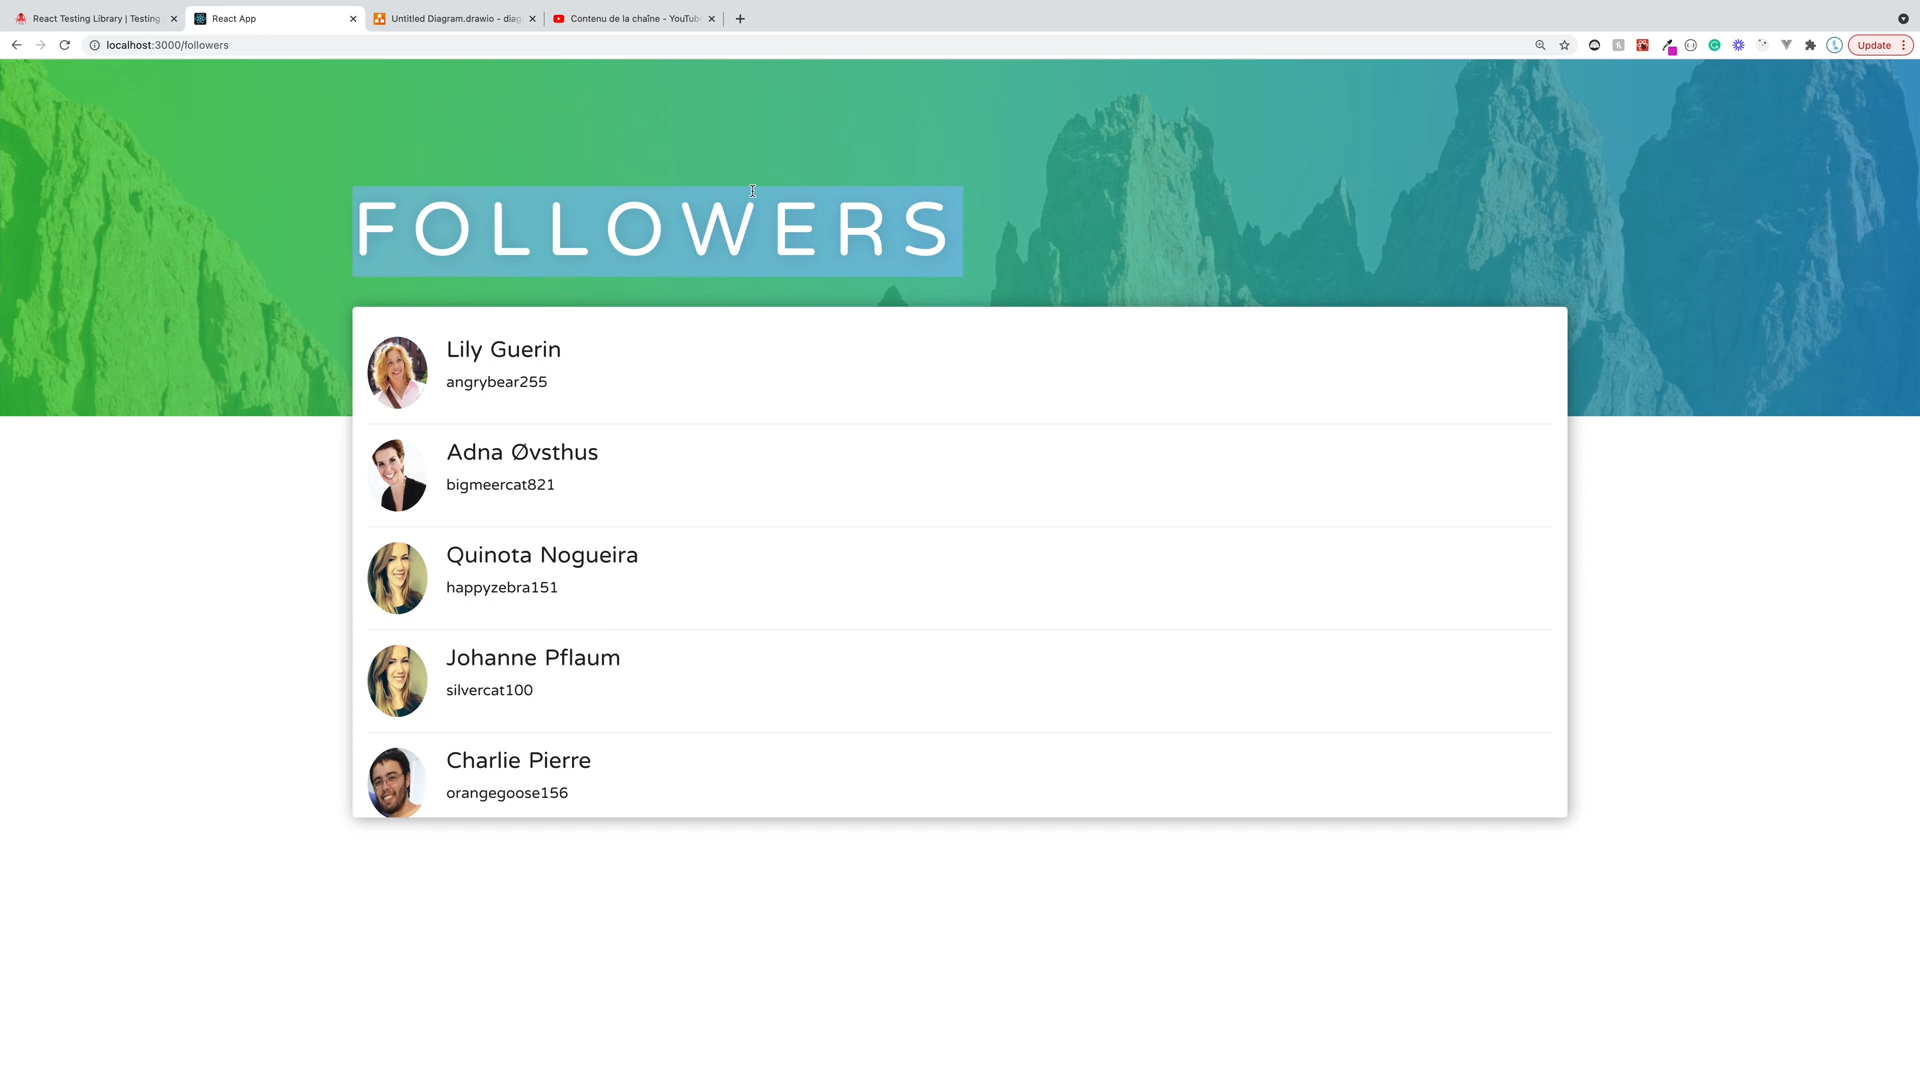 React Testing Library | Testing
React App
Untitled Diagram.drawio - diag
Contenu de la chaîne - YouTub
localhost:3000/followers
Update
FOLLOWERS
Lily Guerin
angrybear255
Adna Øvsthus
bigmeercat821
Quinota Nogueira
happyzebra151
Johanne Pflaum
silvercat100
Charlie Pierre
orangegoose156